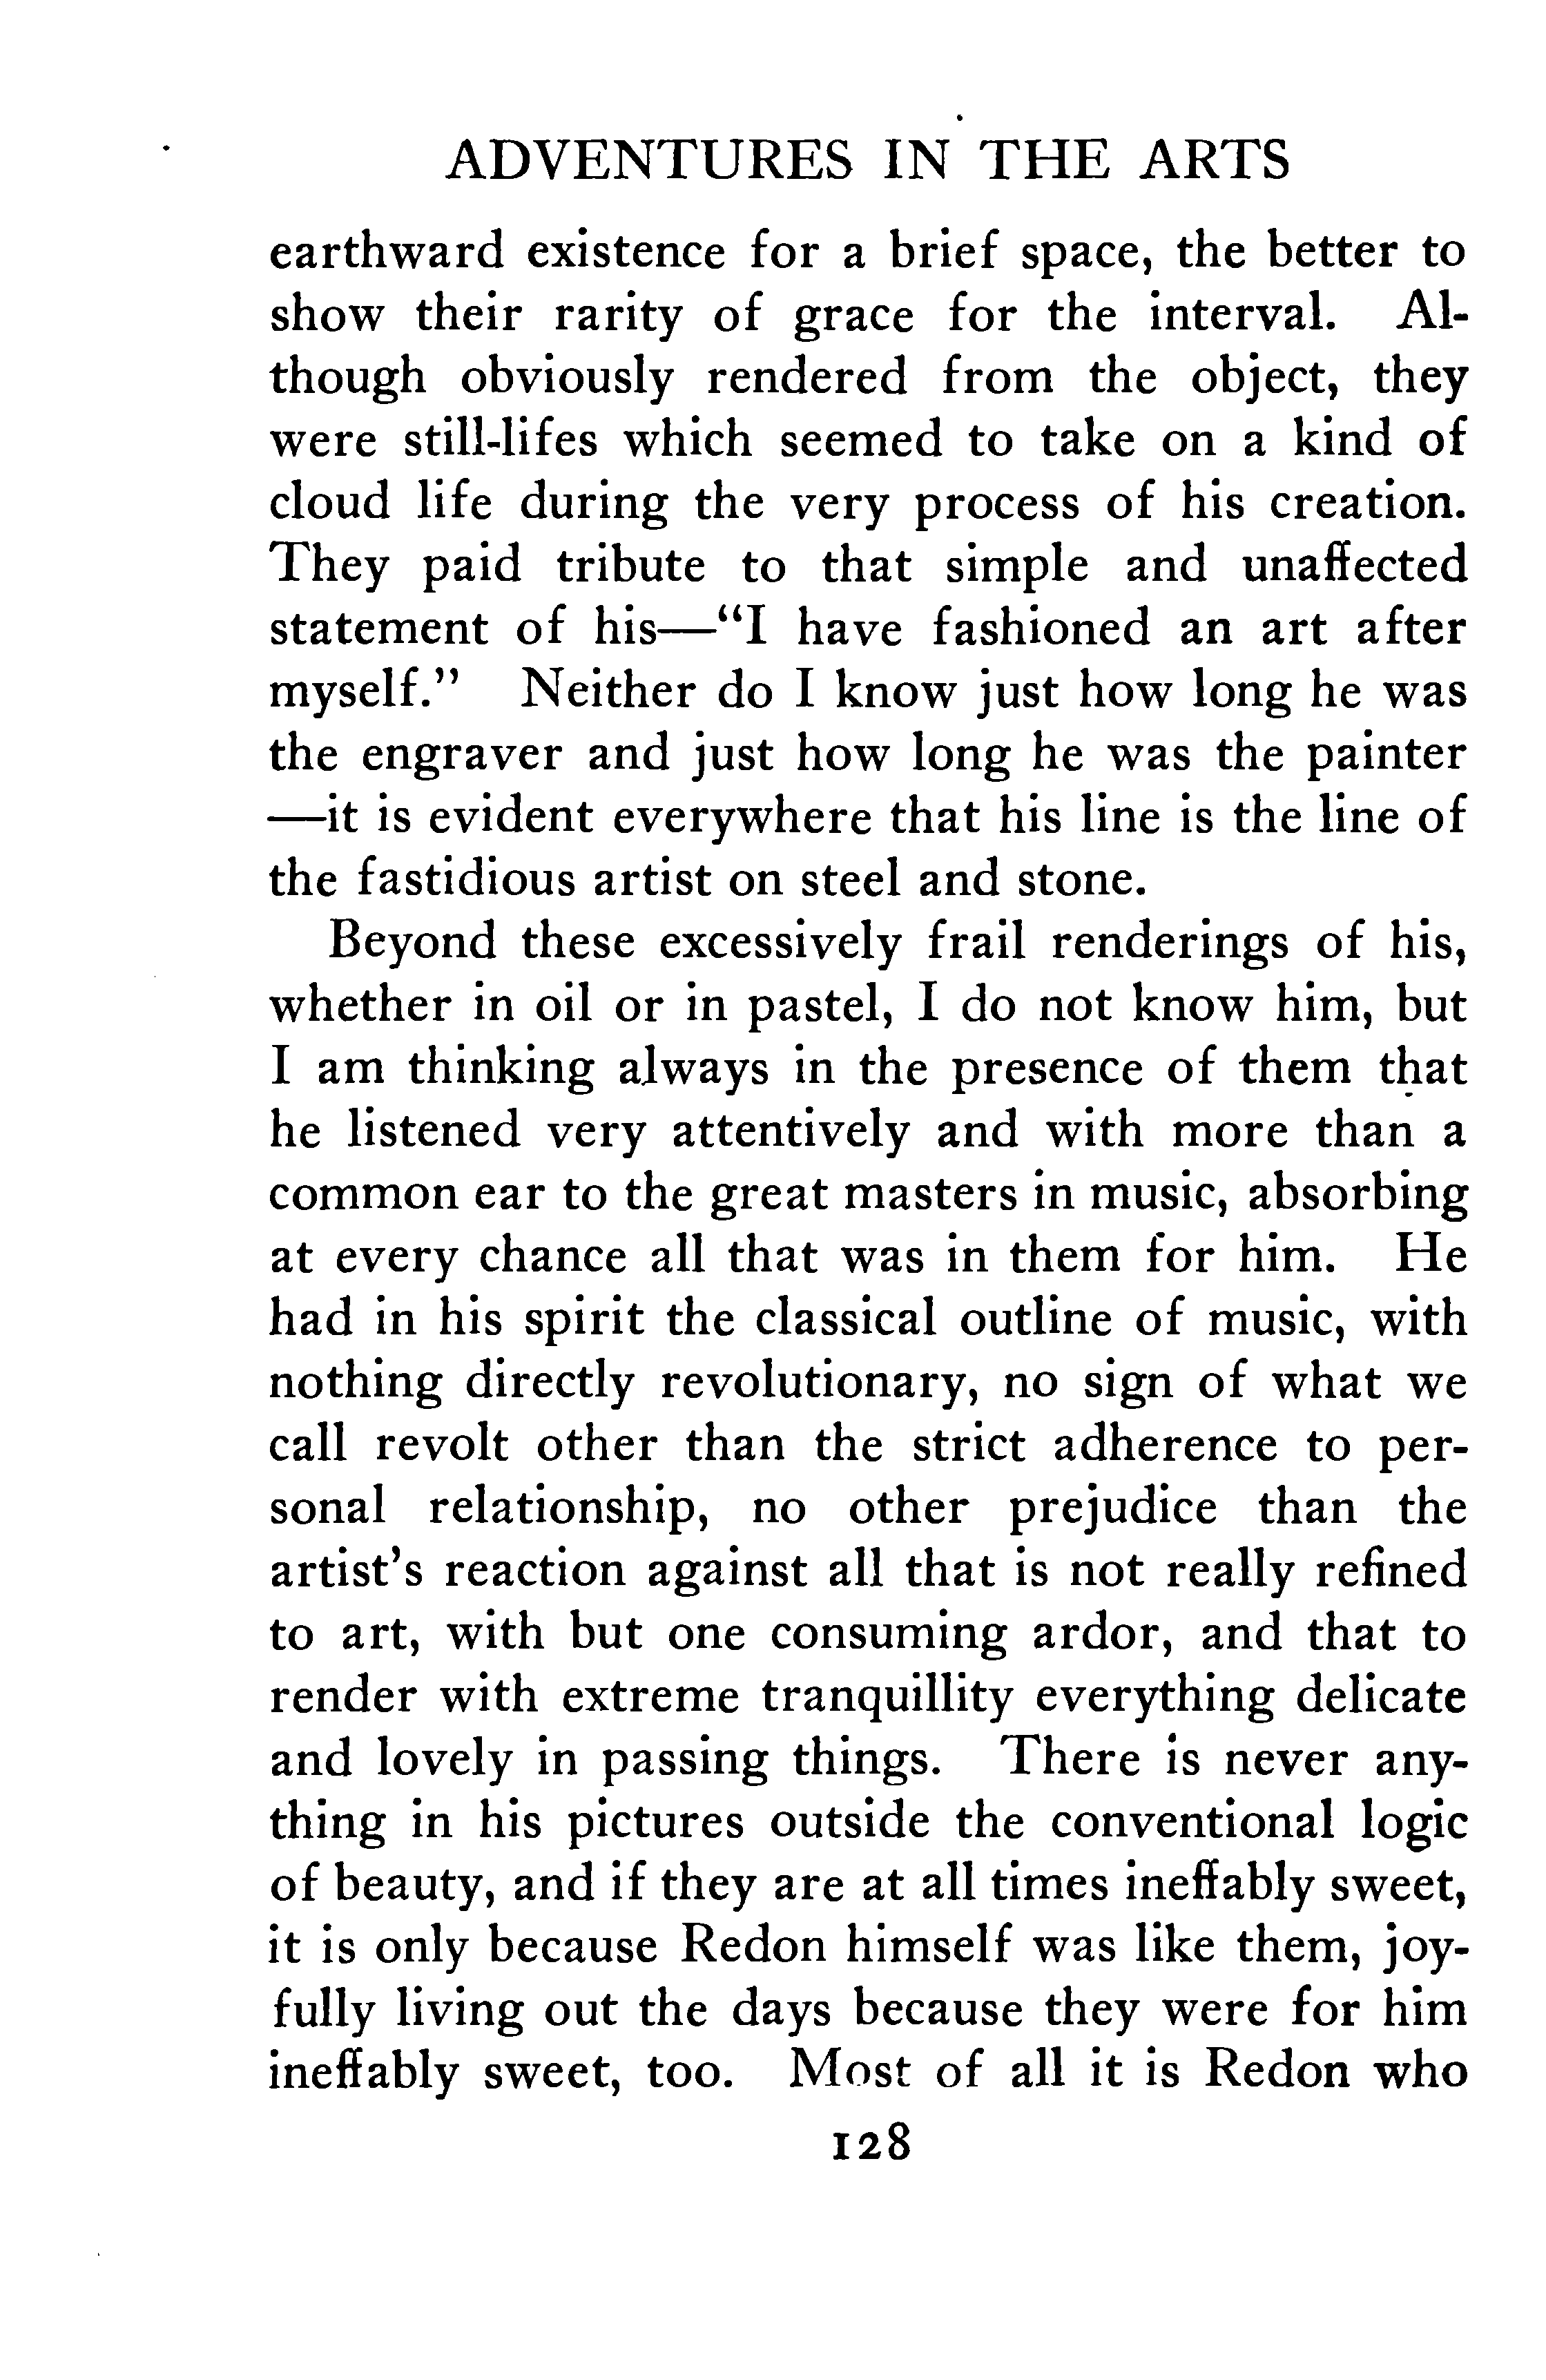 ADVENTURES IN THE ARTS
earthward existence for a brief space, the better to
show their rarity of grace for the interval. Al-
though obviously rendered from the object, they
were still-lifes which seemed to take on a kind of
cloud life during the very process of his creation.
They paid tribute to that simple and unaffected
statement of his—“I have fashioned an art after
myself.” Neither do I know just how long he was
the engraver and just how long he was the painter
—it is evident everywhere that his line is the line of
the fastidious artist on steel and stone.
Beyond these excessively frail renderings of his,
whether in oil or in pastel, I do not know him, but
I am thinking always in the presence of them that
he listened very attentively and with more than a
common ear to the great masters in music, absorbing
at every chance all that was in them for him. He
had in his spirit the classical outline of music, with
nothing directly revolutionary, no sign of what we
call revolt other than the strict adherence to per-
sonal relationship, no other prejudice than the
artist's reaction against all that is not really refined
to art, with but one consuming ardor, and that to
render with extreme tranquillity everything delicate
and lovely in passing things. There is never any-
thing in his pictures outside the conventional logic
of beauty, and if they are at all times ineffably sweet,
it is only because Redon himself was like them, joy-
fully living out the days because they were for him
ineffably sweet, too. Most of all it is Redon who
128